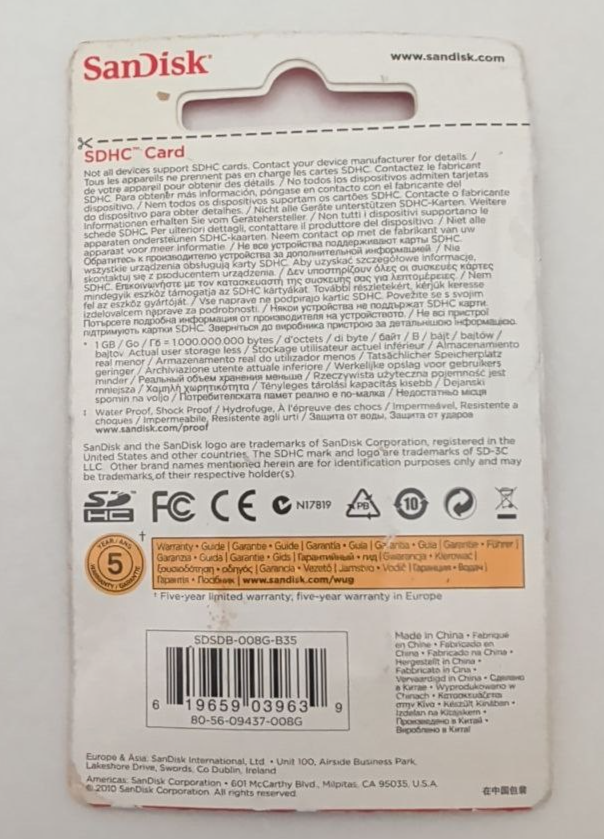 SanDisk®
www.sandisk.com
SDHC™ Card
Not all devices support SDHC cards. Contact your device manufacturer for details. /
Tous les appareils ne prennent pas en charge les cartes SDHC. Contactez le fabricant
de votre appareil pour obtenir des détails. / No todos los dispositivos admiten tarjetas
SDHC. Para obtener más información, póngase en contacto con el fabricante del
dispositivo. / Nem todos os dispositivos suportam os cartões SDHC. Contacte o fabricante
do dispositivo para obter detalhes. / Nicht alle Geräte unterstützen SDHC-Karten. Weitere
Informationen erhalten Sie vom Gerätehersteller. / Non tutti i dispositivi supportano le
schede SDHC. Per ulteriori dettagli, contattare il produttore del dispositivo. / Niet alle
apparaten ondersteunen SDHC-kaarten. Neem contact op met de fabrikant van uw
apparaat voor meer informatie. / Не все устройства поддерживают карты SDHC.
Обратитесь к производителю устройства за дополнительной информацией. / Nie
wszystkie urządzenia obsługują karty SDHC. Aby uzyskać szczegółowe informacje,
skontaktuj się z producentem urządzenia. / Δεν υποστηρίζουν όλες οι συσκευές κάρτες
SDHC. Επικοινωνήστε με τον κατασκευαστή της συσκευής σας για λεπτομέρειες. / Nem
mindegyik eszköz támogatja az SDHC kártyákat. További részletekért, kérjük keresse
fel az eszköz gyártóját. / Vse naprave ne podpirajo kartic SDHC. Povežite se s svojim
izdelovalcem naprave za podrobnosti. / Някои устройства не поддържат SDHC карти.
Потърсете подробна информация от производителя на устройството. / Не всі пристрої
підтримують картки SDHC. Зверніться до виробника пристрою за детальнішою інформацією.
* 1 GB / Go / Гб = 1.000.000.000 bytes / d'octets / di byte / байт / B / bájt / bajtów /
bajtov. Actual user storage less / Stockage utilisateur actuel inférieur / Almacenamiento
real menor / Armazenamento real do utilizador menos / Tatsächlicher Speicherplatz
geringer / Archiviazione utente attuale inferiore / Werkelijke opslag voor gebruikers
minder / Реальный объем хранения меньше / Rzeczywista użyteczna pojemność jest
mniejsza / Χαμηλή χωρητικότητα / Tényleges tárolási kapacitás kisebb / Dejanski
spomin na voljo / Потребителската памет реално е по-малка / Недостатньо місця
‡ Water Proof, Shock Proof / Hydrofuge, À l'épreuve des chocs / Impermeável, Resistente a
choques / Impermeabile, Resistente agli urti / Защита от воды, Защита от ударов
www.sandisk.com/proof
SanDisk and the SanDisk logo are trademarks of SanDisk Corporation, registered in the
United States and other countries. The SDHC mark and logo are trademarks of SD-3C
LLC. Other brand names mentioned herein are for identification purposes only and may
be trademarks of their respective holder(s).
SD HC FC CE N17819 PB 10
YEAR / ANS
5
WARRANTY / GARANTIE
†
Warranty • Guide | Garantie • Guide | Garantía • Guía | Garantia • Guia | Garantie • Führer |
Garanzia • Guida | Garantie • Gids | Гарантийный • гид | Gwarancja • Kierować |
Εγγύηση • οδηγός | Garancia • Vezető | Jamstvo • Vodič | Гаранция • Водач |
Гарантія • Посібник | www.sandisk.com/wug
† Five-year limited warranty; five-year warranty in Europe
SDSDB-008G-B35
6 19659 03963 9
80-56-09437-008G
Made in China • Fabriqué
en Chine • Fabricado en
China • Fabricado na China •
Hergestellt in China •
Fabbricato in Cina •
Vervaardigd in China • Сделано
в Китае • Wyprodukowano w
Chinach • Κατασκευάζεται
στην Κίνα • Készült Kínában •
Izdelan na Kitajskem •
Произведено в Китай •
Вироблено в Китаї
Europe & Asia: SanDisk International, Ltd. • Unit 100, Airside Business Park,
Lakeshore Drive, Swords, Co Dublin, Ireland
Americas: SanDisk Corporation • 601 McCarthy Blvd., Milpitas, CA 95035, U.S.A.
© 2010 SanDisk Corporation. All rights reserved.
在中国包装